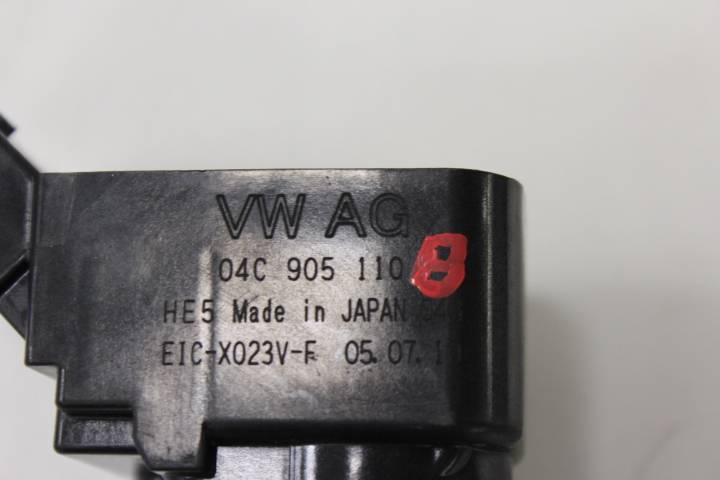 VW AG
04C 905 110 B
HE5 Made in JAPAN
EIC-X023V-F 05.07.